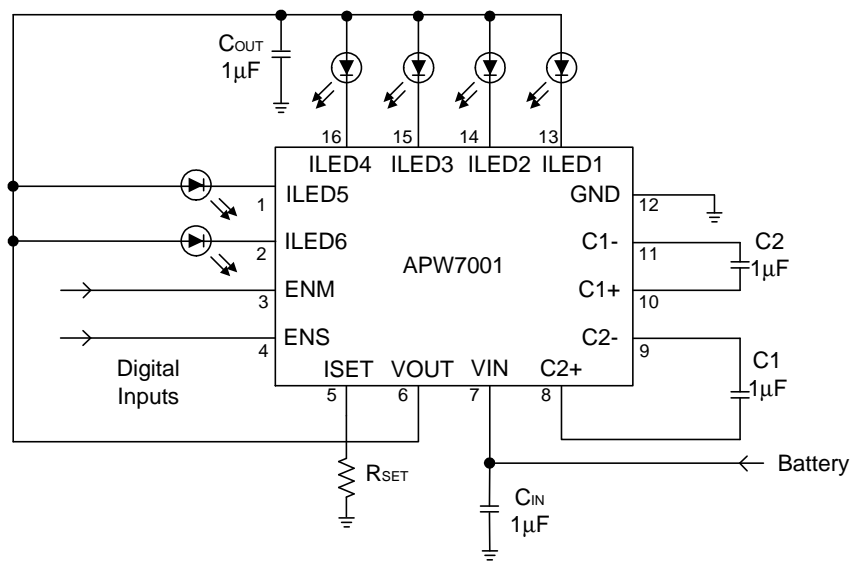 COUT
1µF
16
15
14
13
ILED4
ILED3
ILED2
ILED1
1
ILED5
GND
12
2
ILED6
C1-
11
C2
1µF
APW7001
3
ENM
C1+
10
4
ENS
C2-
9
Digital
Inputs
ISET
VOUT
VIN
C2+
5
6
7
8
C1
1µF
RSET
Battery
CIN
1µF